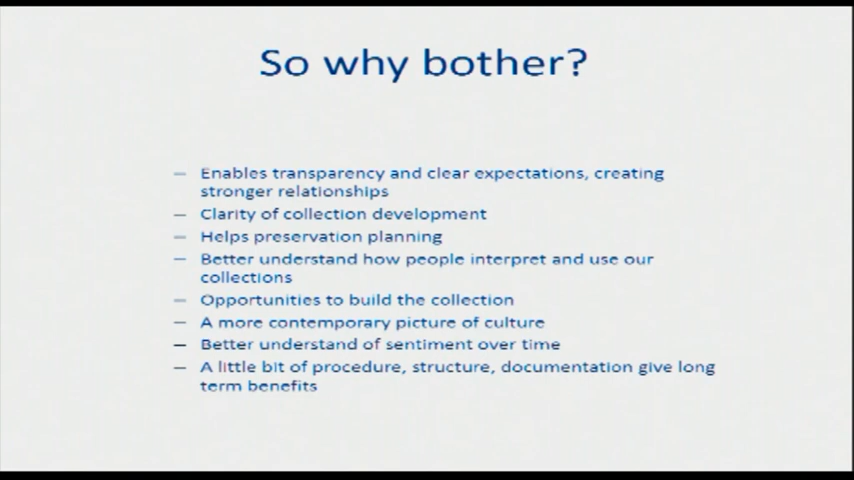 So why bother?
– Enables transparency and clear expectations, creating
stronger relationships
– Clarity of collection development
– Helps preservation planning
– Better understand how people interpret and use our
collections
– Opportunities to build the collection
– A more contemporary picture of culture
– Better understand of sentiment over time
– A little bit of procedure, structure, documentation give long
term benefits